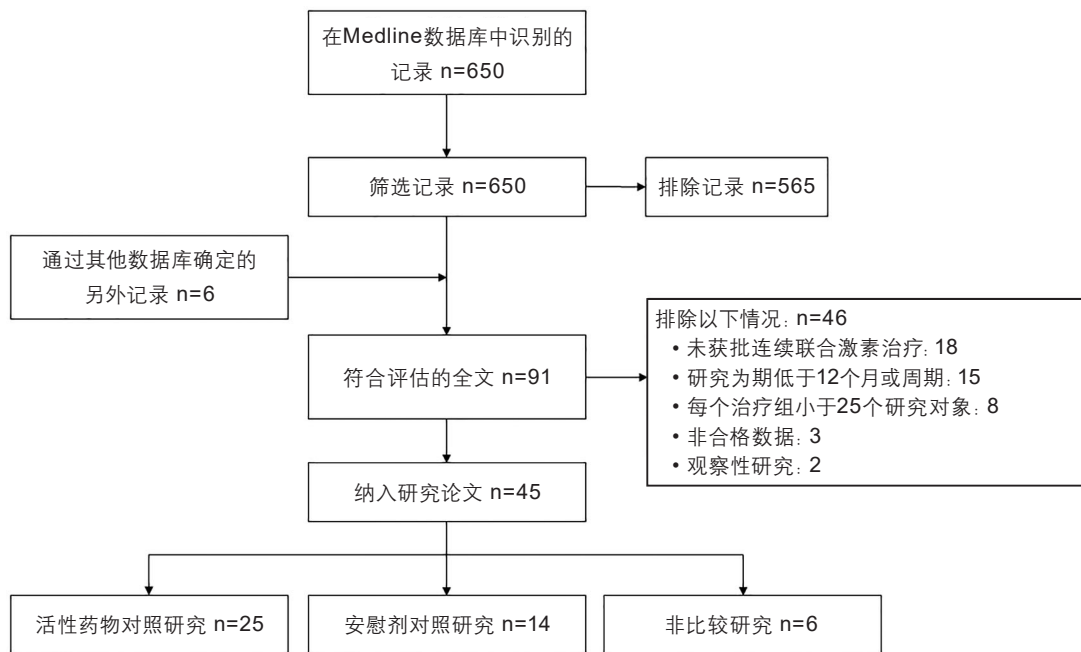 在Medline数据库中识别的
记录 n=650
筛选记录 n=650
排除记录 n=565
通过其他数据库确定的
另外记录 n=6
符合评估的全文 n=91
排除以下情况: n=46
• 未获批连续联合激素治疗: 18
• 研究为期低于12个月或周期: 15
• 每个治疗组小于25个研究对象: 8
• 非合格数据: 3
• 观察性研究: 2
纳入研究论文 n=45
活性药物对照研究 n=25
安慰剂对照研究 n=14
非比较研究 n=6